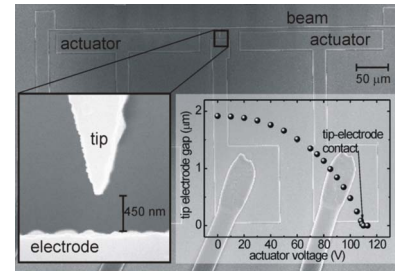 beam
actuator
actuator
50 μm
tip
450 nm
electrode
tip electrode gap (μm)
2
1
0
tip-electrode
contact
0 20 40 60 80 100 120
actuator voltage (V)